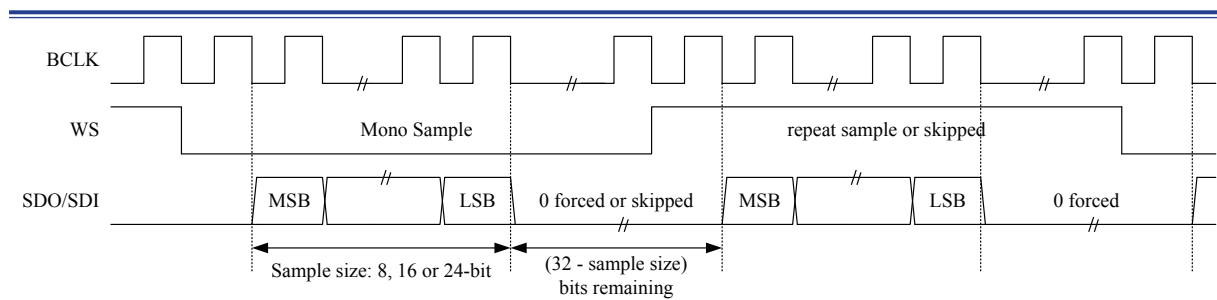 BCLK
WS
Mono Sample
repeat sample or skipped
SDO/SDI
MSB
LSB
0 forced or skipped
MSB
LSB
0 forced
Sample size: 8, 16 or 24-bit
(32 - sample size)
bits remaining